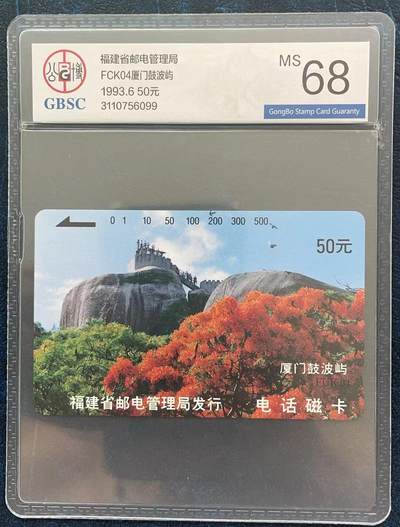 公博
GBSC
福建省邮电管理局
FCK04厦门鼓波屿
1993.6 50元
3110756099
MS 68
GongBo Stamp Card Guaranty
0 1 10 50 100 200 300 500
50元
厦门鼓波屿
福建省邮电管理局发行 电话磁卡